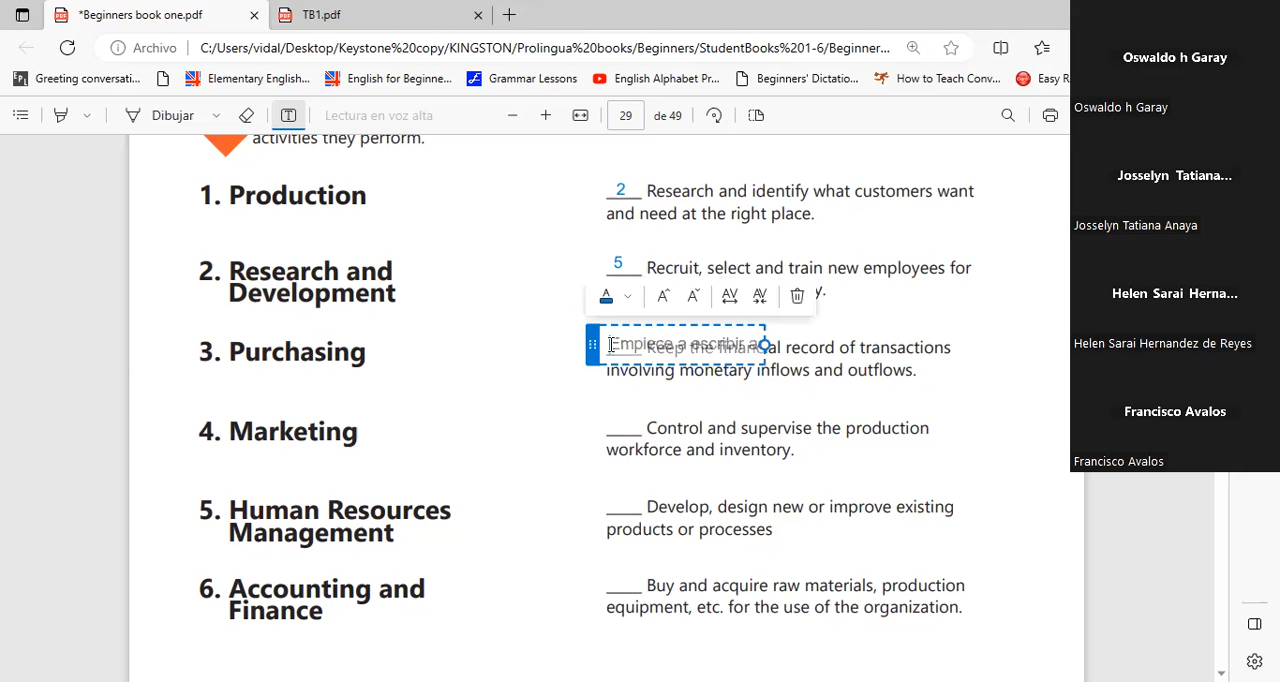 *Beginners book one.pdf
TB1.pdf
Archivo
C:/Users/vidal/Desktop/Keystone%20copy/KINGSTON/Prolingua%20books/Beginners/StudentBooks%201-6/Beginner...
Greeting conversati...
Elementary English...
English for Beginne...
Grammar Lessons
English Alphabet Pr...
Beginners' Dictatio...
How to Teach Conv...
Easy R
Dibujar
Lectura en voz alta
29
de 49
activities they perform.
1. Production
2 Research and identify what customers want
and need at the right place.
2. Research and
Development
5 Recruit, select and train new employees for
y.
3. Purchasing
Empiece a escribir a
____ Keep the financial record of transactions
involving monetary inflows and outflows.
4. Marketing
____ Control and supervise the production
workforce and inventory.
5. Human Resources
Management
____ Develop, design new or improve existing
products or processes
6. Accounting and
Finance
____ Buy and acquire raw materials, production
equipment, etc. for the use of the organization.
Oswaldo h Garay
Oswaldo h Garay
Josselyn Tatiana...
Josselyn Tatiana Anaya
Helen Sarai Herna...
Helen Sarai Hernandez de Reyes
Francisco Avalos
Francisco Avalos